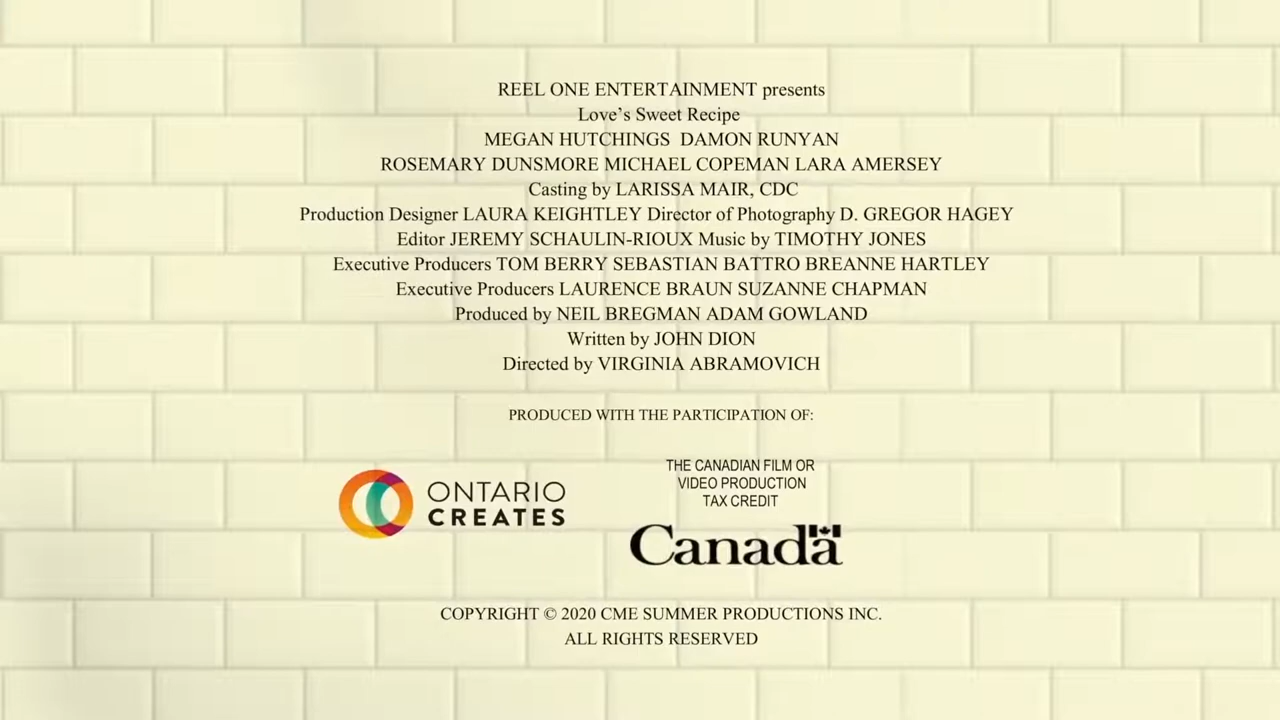 REEL ONE ENTERTAINMENT presents
Love’s Sweet Recipe
MEGAN HUTCHINGS DAMON RUNYAN
ROSEMARY DUNSMORE MICHAEL COPEMAN LARA AMERSEY
Casting by LARISSA MAIR, CDC
Production Designer LAURA KEIGHTLEY Director of Photography D. GREGOR HAGEY
Editor JEREMY SCHAULIN-RIOUX Music by TIMOTHY JONES
Executive Producers TOM BERRY SEBASTIAN BATTRO BREANNE HARTLEY
Executive Producers LAURENCE BRAUN SUZANNE CHAPMAN
Produced by NEIL BREGMAN ADAM GOWLAND
Written by JOHN DION
Directed by VIRGINIA ABRAMOVICH
PRODUCED WITH THE PARTICIPATION OF:
ONTARIO
CREATES
THE CANADIAN FILM OR
VIDEO PRODUCTION
TAX CREDIT
Canada
COPYRIGHT © 2020 CME SUMMER PRODUCTIONS INC.
ALL RIGHTS RESERVED